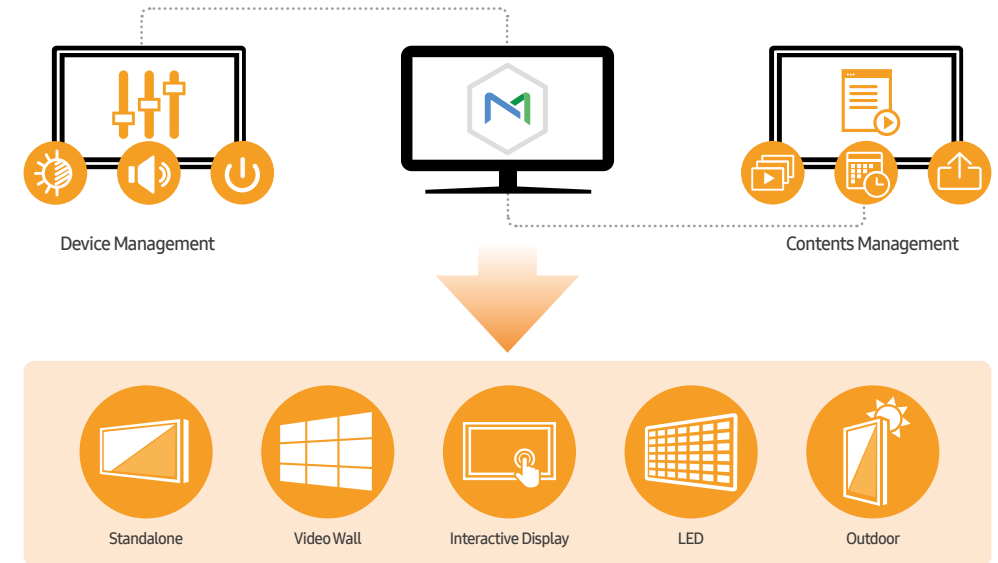 Device Management
Contents Management
Standalone
Video Wall
Interactive Display
LED
Outdoor